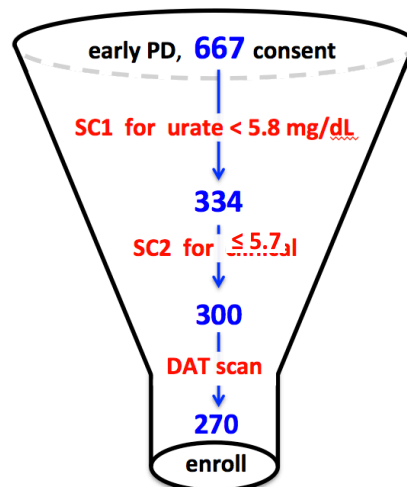 early PD, 667 consent
SC1 for urate < 5.8 mg/dL
334
SC2 for ≤ 5.7
300
DAT scan
270
enroll